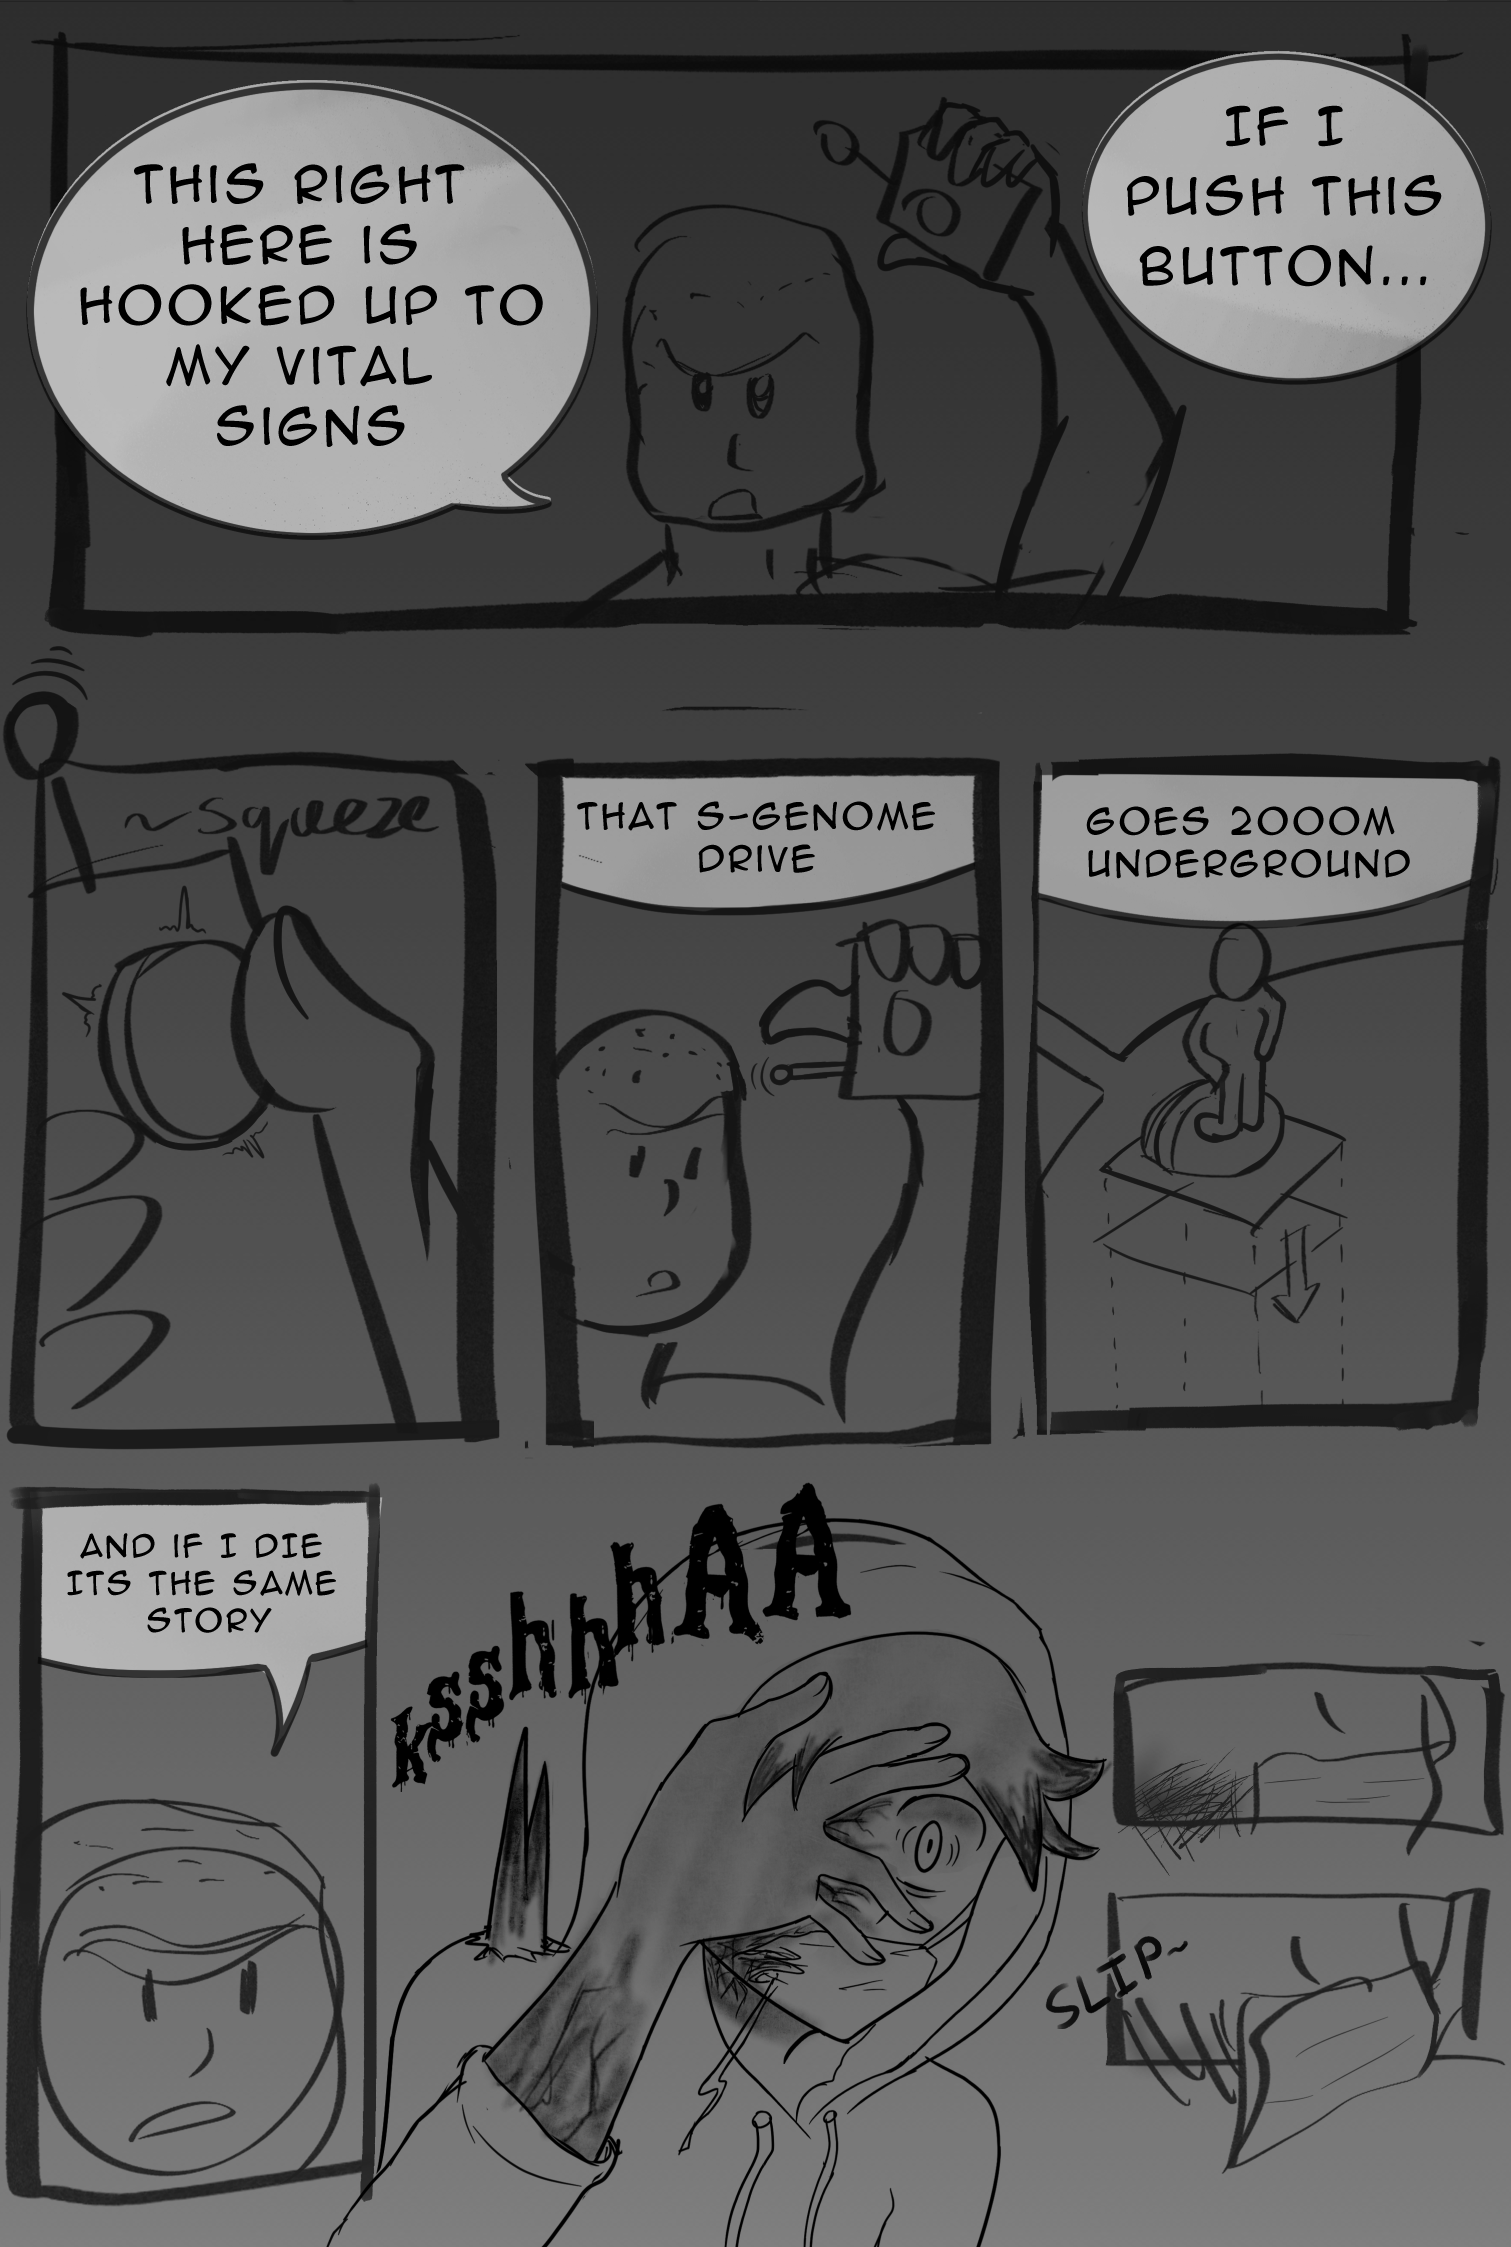 THIS RIGHT
HERE IS
HOOKED UP TO
MY VITAL
SIGNS
IF I
PUSH THIS
BUTTON...
~squeeze
THAT S-GENOME
DRIVE
GOES 2000M
UNDERGROUND
AND IF I DIE
ITS THE SAME
STORY
ksshhhAA
SLIP~